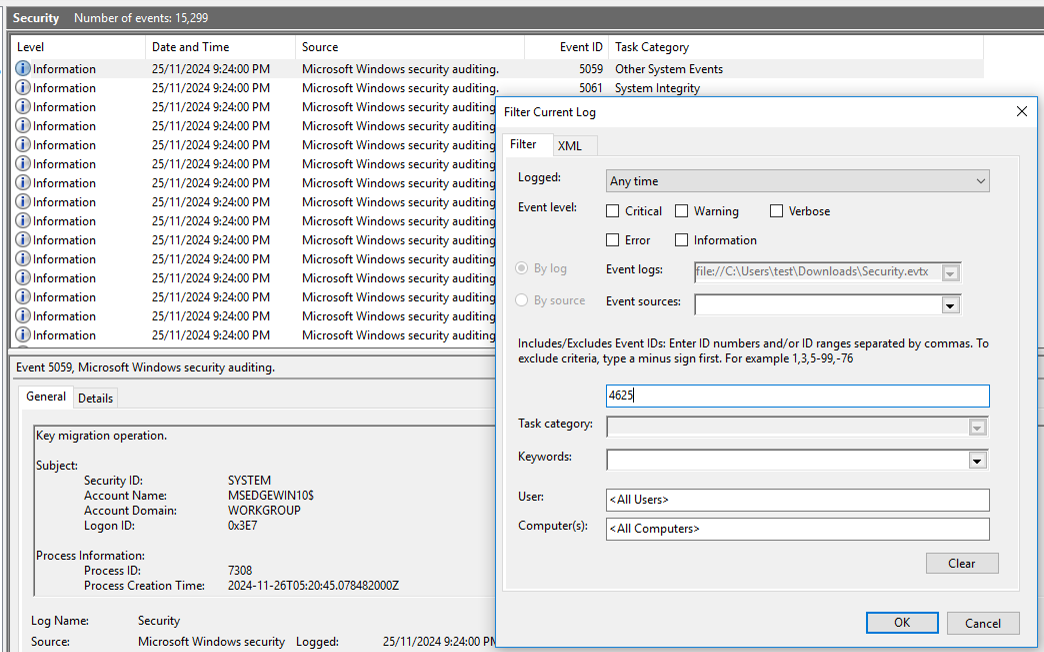 Security Number of events: 15,299
Level Date and Time Source Event ID Task Category
Information 25/11/2024 9:24:00 PM Microsoft Windows security auditing. 5059 Other System Events
Information 25/11/2024 9:24:00 PM Microsoft Windows security auditing. 5061 System Integrity
Information 25/11/2024 9:24:00 PM Microsoft Windows security auditing
Information 25/11/2024 9:24:00 PM Microsoft Windows security auditing
Information 25/11/2024 9:24:00 PM Microsoft Windows security auditing
Information 25/11/2024 9:24:00 PM Microsoft Windows security auditing
Information 25/11/2024 9:24:00 PM Microsoft Windows security auditing
Information 25/11/2024 9:24:00 PM Microsoft Windows security auditing
Information 25/11/2024 9:24:00 PM Microsoft Windows security auditing
Information 25/11/2024 9:24:00 PM Microsoft Windows security auditing
Information 25/11/2024 9:24:00 PM Microsoft Windows security auditing
Information 25/11/2024 9:24:00 PM Microsoft Windows security auditing
Information 25/11/2024 9:24:00 PM Microsoft Windows security auditing
Information 25/11/2024 9:24:00 PM Microsoft Windows security auditing
Information 25/11/2024 9:24:00 PM Microsoft Windows security auditing
Event 5059, Microsoft Windows security auditing.
General Details
Key migration operation.
Subject:
Security ID: SYSTEM
Account Name: MSEDGEWIN10$
Account Domain: WORKGROUP
Logon ID: 0x3E7
Process Information:
Process ID: 7308
Process Creation Time: 2024-11-26T05:20:45.078482000Z
Log Name: Security
Source: Microsoft Windows security Logged: 25/11/2024 9:24:00 PM
Filter Current Log
Filter XML
Logged: Any time
Event level: Critical Warning Verbose
Error Information
By log Event logs: file://C:\Users\test\Downloads\Security.evtx
By source Event sources:
Includes/Excludes Event IDs: Enter ID numbers and/or ID ranges separated by commas. To
exclude criteria, type a minus sign first. For example 1,3,5-99,-76
4625
Task category:
Keywords:
User: <All Users>
Computer(s): <All Computers>
Clear
OK Cancel